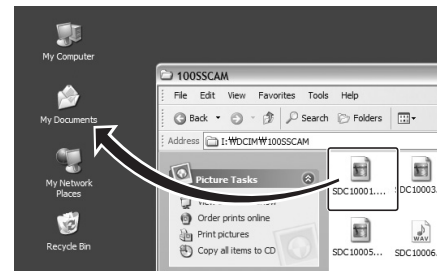 My Computer
My Documents
My Network
Places
Recycle Bin
100SSCAM
File Edit View Favorites Tools Help
Back Search Folders
Address I:₩DCIM₩100SSCAM
Picture Tasks
Order prints online
Print pictures
Copy all items to CD
SDC10001.... SDC10003.
SDC10005... SDC10006.
WAV